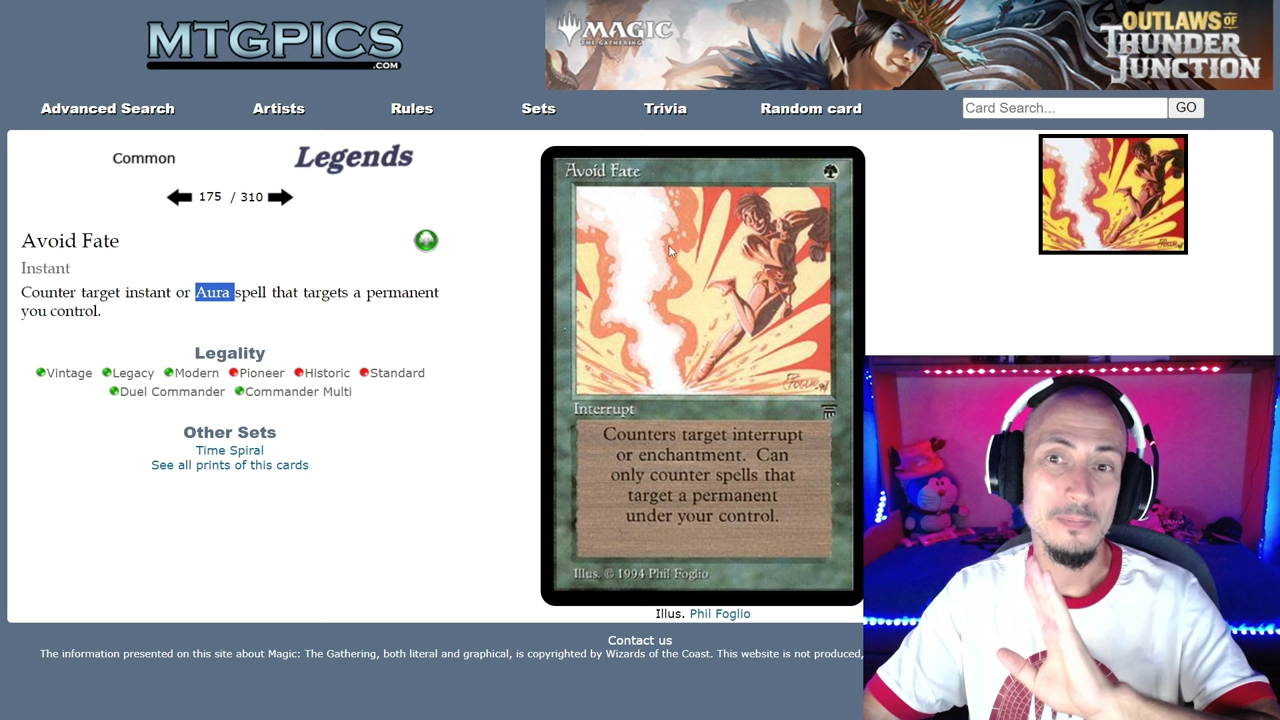 MTGPICS
.COM
MAGIC
THE GATHERING
OUTLAWS OF
THUNDER
JUNCTION
Advanced Search
Artists
Rules
Sets
Trivia
Random card
Card Search...
GO
Common
Legends
175 / 310
Avoid Fate
Instant
Counter target instant or Aura spell that targets a permanent
you control.
Legality
Vintage Legacy Modern Pioneer Historic Standard
Duel Commander Commander Multi
Other Sets
Time Spiral
See all prints of this cards
Avoid Fate
Interrupt
Counters target interrupt
or enchantment. Can
only counter spells that
target a permanent
under your control.
Illus. © 1994 Phil Foglio
Illus. Phil Foglio
Contact us
The information presented on this site about Magic: The Gathering, both literal and graphical, is copyrighted by Wizards of the Coast. This website is not produced,